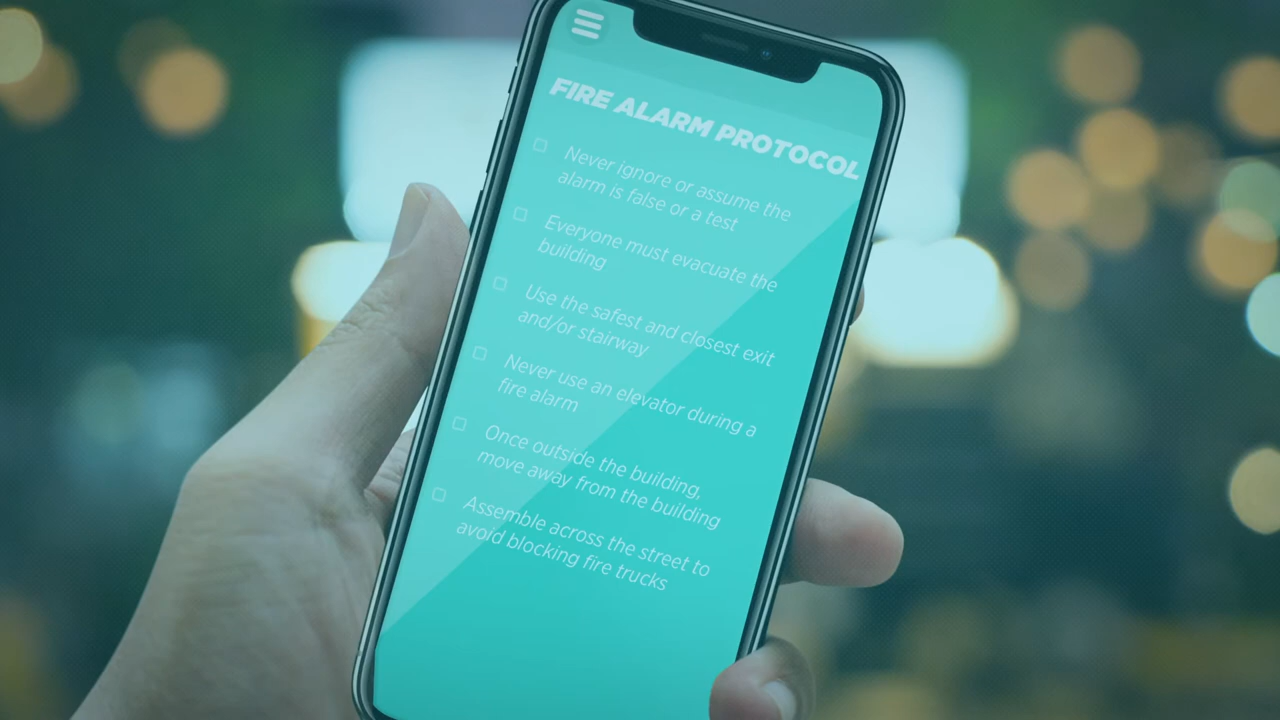 FIRE ALARM PROTOCOL
Never ignore or assume the
alarm is false or a test
Everyone must evacuate the
building
Use the safest and closest exit
and/or stairway
Never use an elevator during a
fire alarm
Once outside the building,
move away from the building
Assemble across the street to
avoid blocking fire trucks